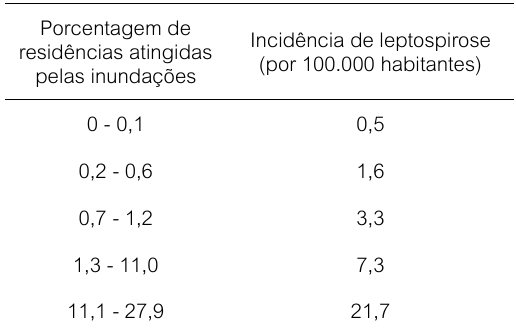 Porcentagem de
residências atingidas
pelas inundações
Incidência de leptospirose
(por 100.000 habitantes)
0 - 0,1 0,5
0,2 - 0,6 1,6
0,7 - 1,2 3,3
1,3 - 11,0 7,3
11,1 - 27,9 21,7